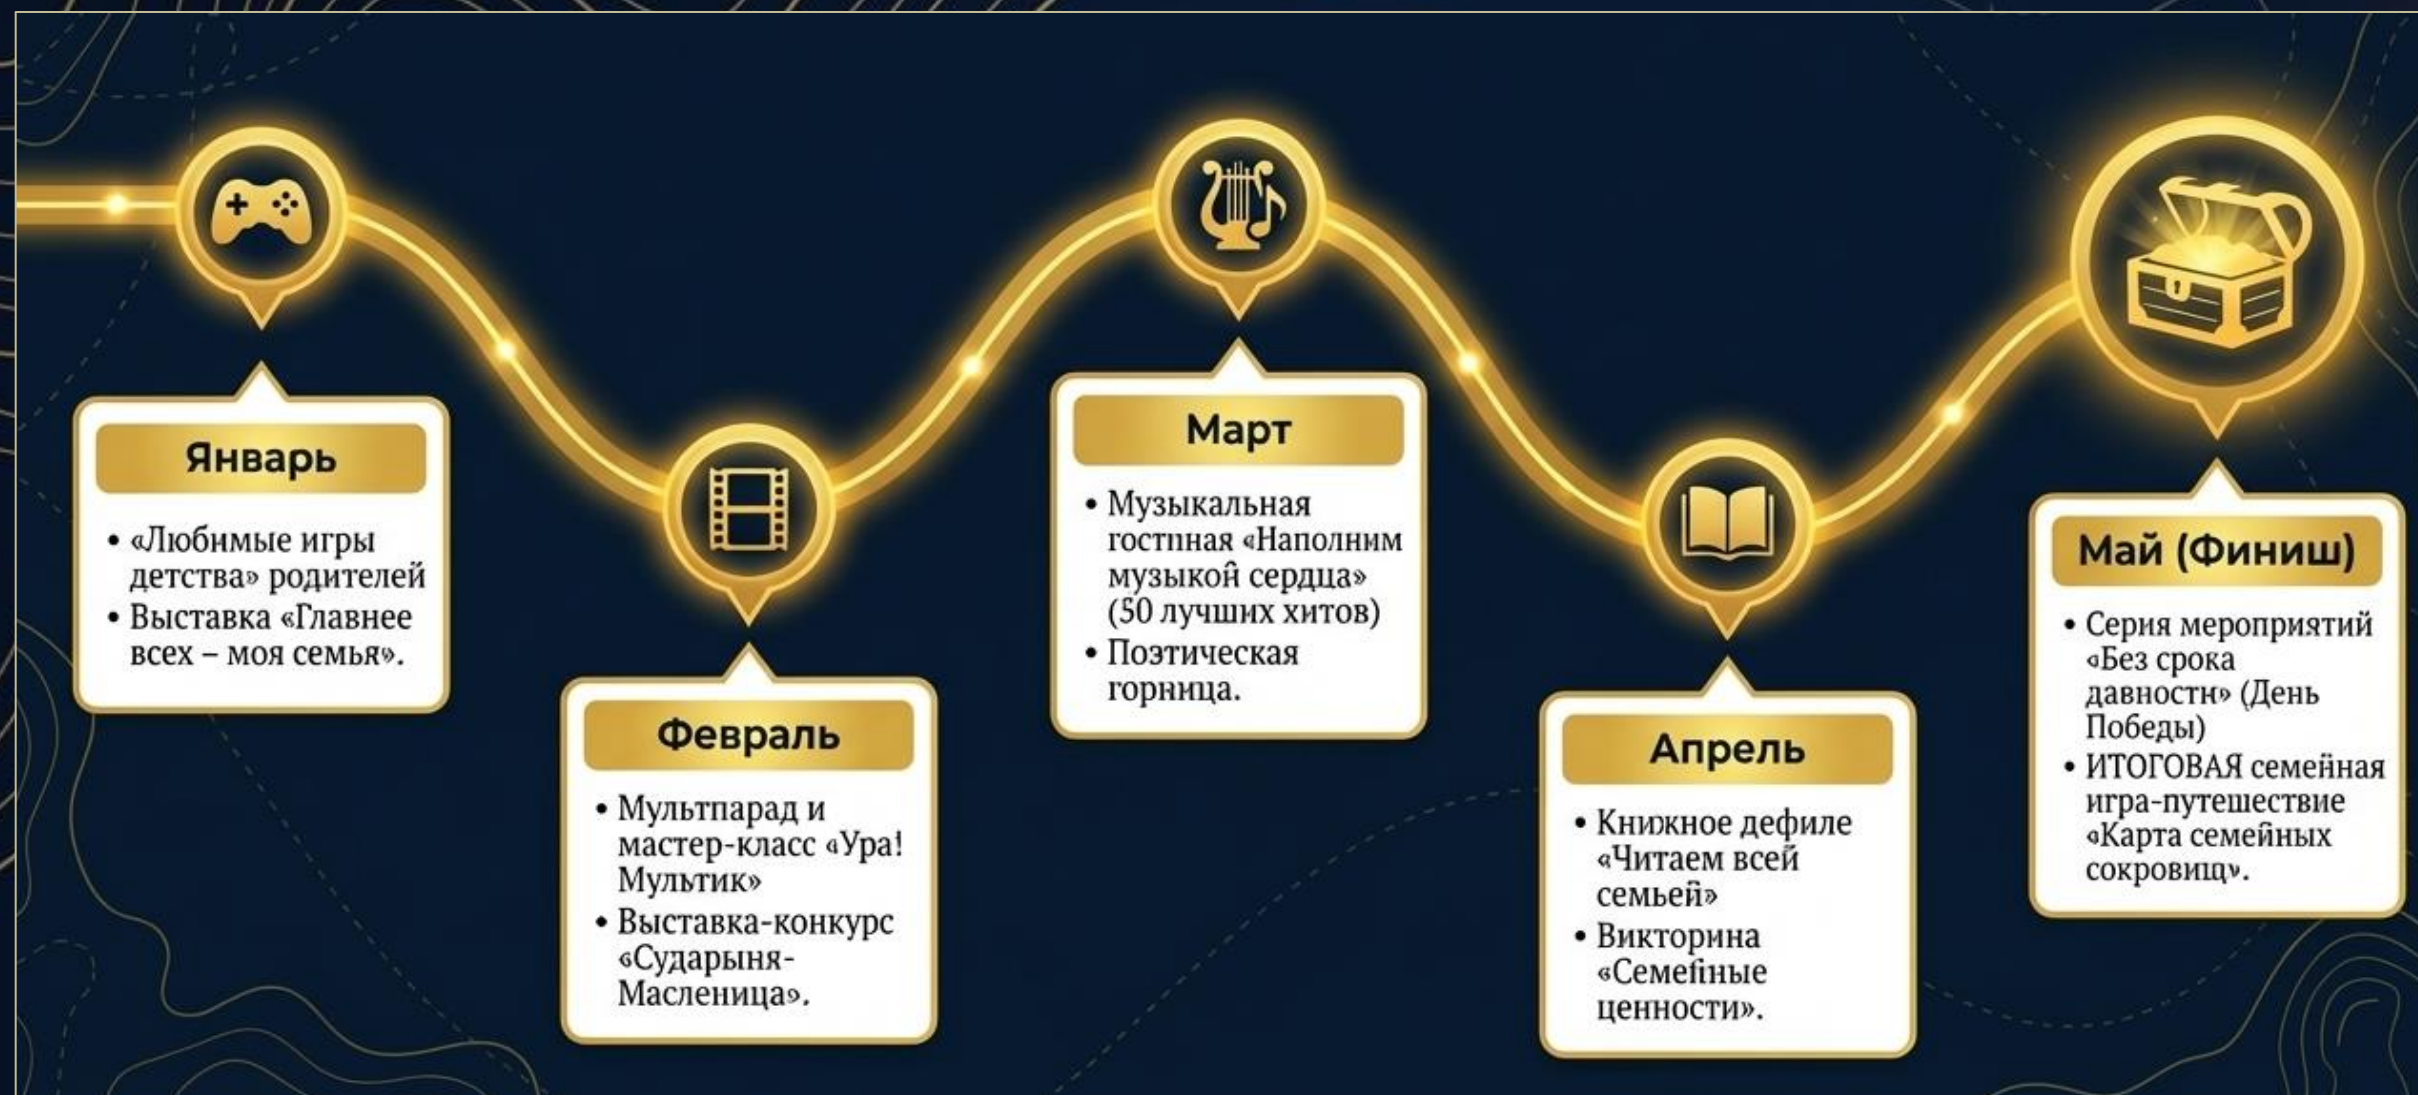 Январь
• «Любимые игры
детства» родителей
• Выставка «Главнее
всех – моя семья».
Февраль
• Мультпарад и
мастер-класс «Ура!
Мультик»
• Выставка-конкурс
«Сударыня-
Масленица».
Март
• Музыкальная
гостиная «Наполним
музыкой сердца»
(50 лучших хитов)
• Поэтическая
горница.
Апрель
• Книжное дефиле
«Читаем всей
семьей»
• Викторина
«Семейные
ценности».
Май (Финиш)
• Серия мероприятий
«Без срока
давности» (День
Победы)
• ИТОГОВАЯ семейная
игра-путешествие
«Карта семейных
сокровищ».